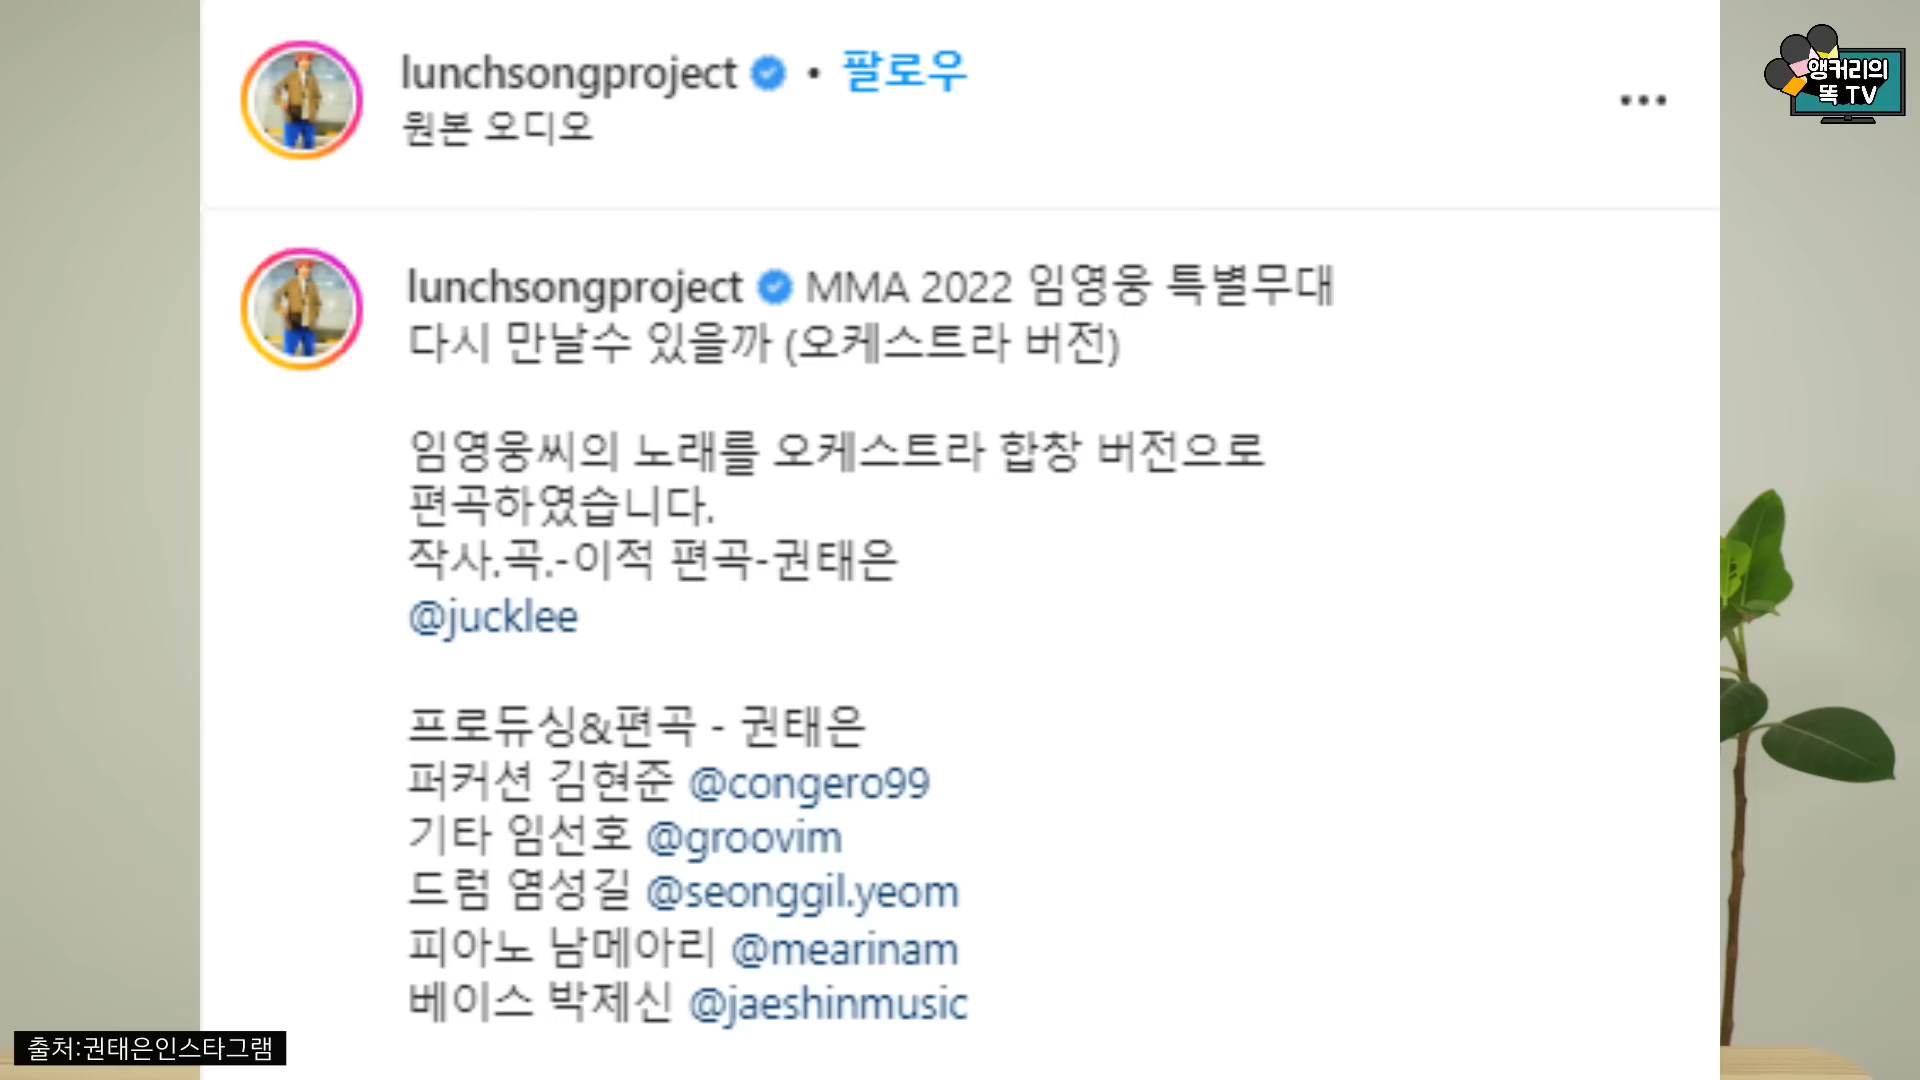 lunchsongproject • 팔로우
원본 오디오
앵커리의
똑 TV
lunchsongproject MMA 2022 임영웅 특별무대
다시 만날수 있을까 (오케스트라 버전)
임영웅씨의 노래를 오케스트라 합창 버전으로
편곡하였습니다.
작사.곡.-이적 편곡-권태은
@jucklee
프로듀싱&편곡 - 권태은
퍼커션 김현준 @congero99
기타 임선호 @groovim
드럼 염성길 @seonggil.yeom
피아노 남메아리 @mearinam
베이스 박제신 @jaeshinmusic
출처:권태은인스타그램